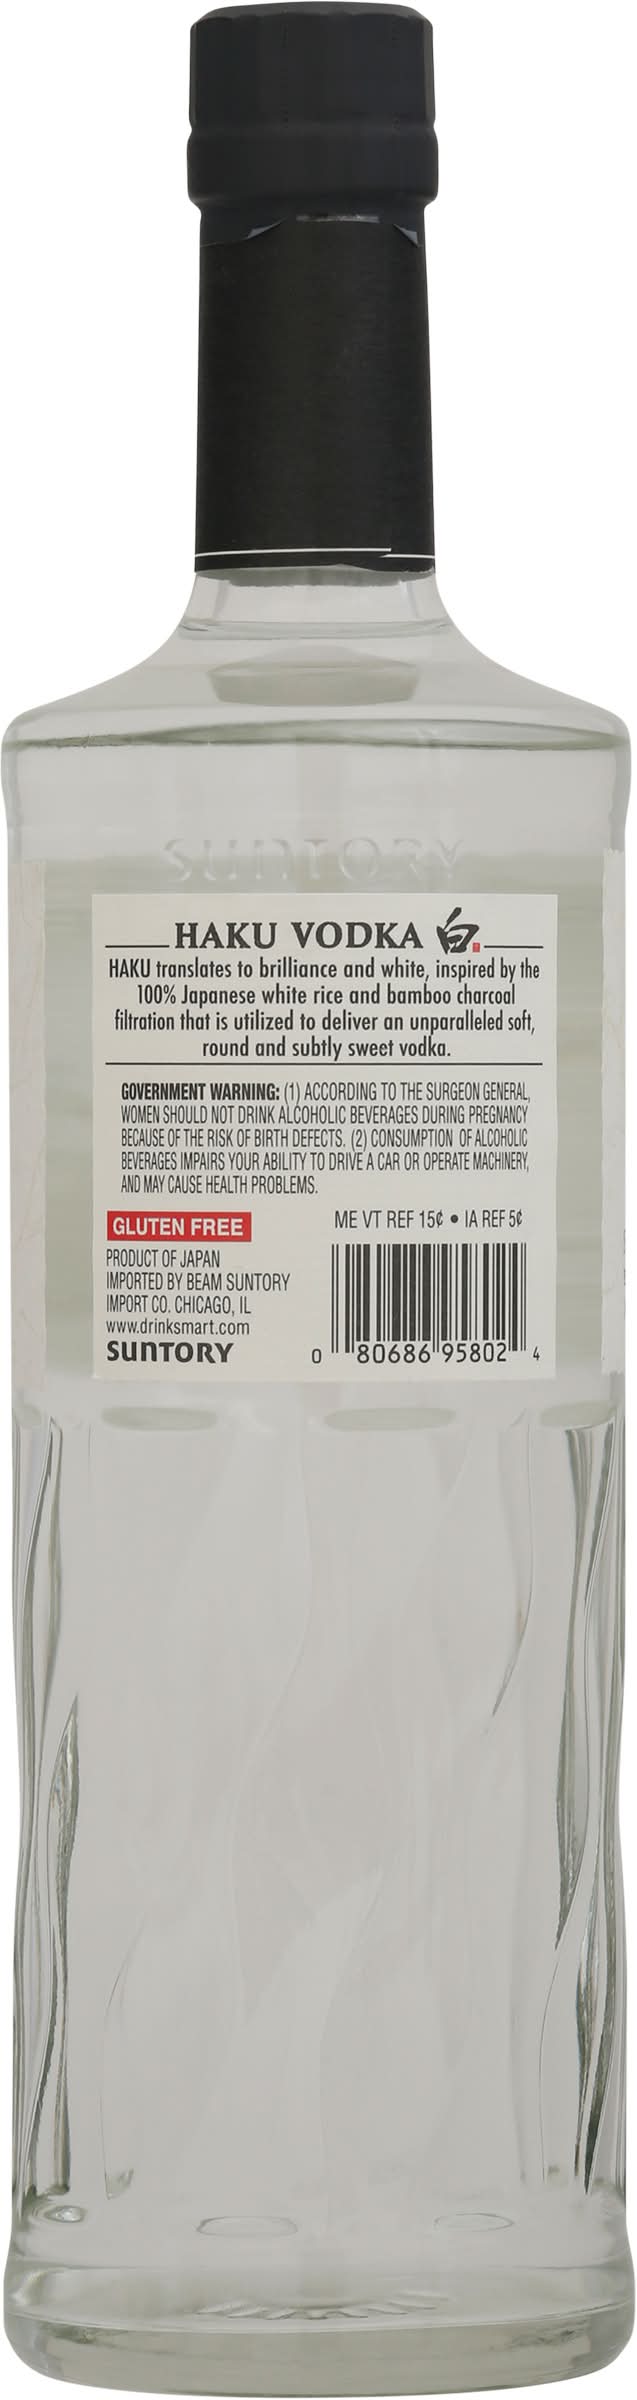 SUNTORY
HAKU VODKA 白
HAKU translates to brilliance and white, inspired by the
100% Japanese white rice and bamboo charcoal
filtration that is utilized to deliver an unparalleled soft,
round and subtly sweet vodka.
GOVERNMENT WARNING: (1) ACCORDING TO THE SURGEON GENERAL,
WOMEN SHOULD NOT DRINK ALCOHOLIC BEVERAGES DURING PREGNANCY
BECAUSE OF THE RISK OF BIRTH DEFECTS. (2) CONSUMPTION OF ALCOHOLIC
BEVERAGES IMPAIRS YOUR ABILITY TO DRIVE A CAR OR OPERATE MACHINERY,
AND MAY CAUSE HEALTH PROBLEMS.
GLUTEN FREE
ME VT REF 15¢ • IA REF 5¢
PRODUCT OF JAPAN
IMPORTED BY BEAM SUNTORY
IMPORT CO. CHICAGO, IL
www.drinksmart.com
SUNTORY
0 80686 95802 4